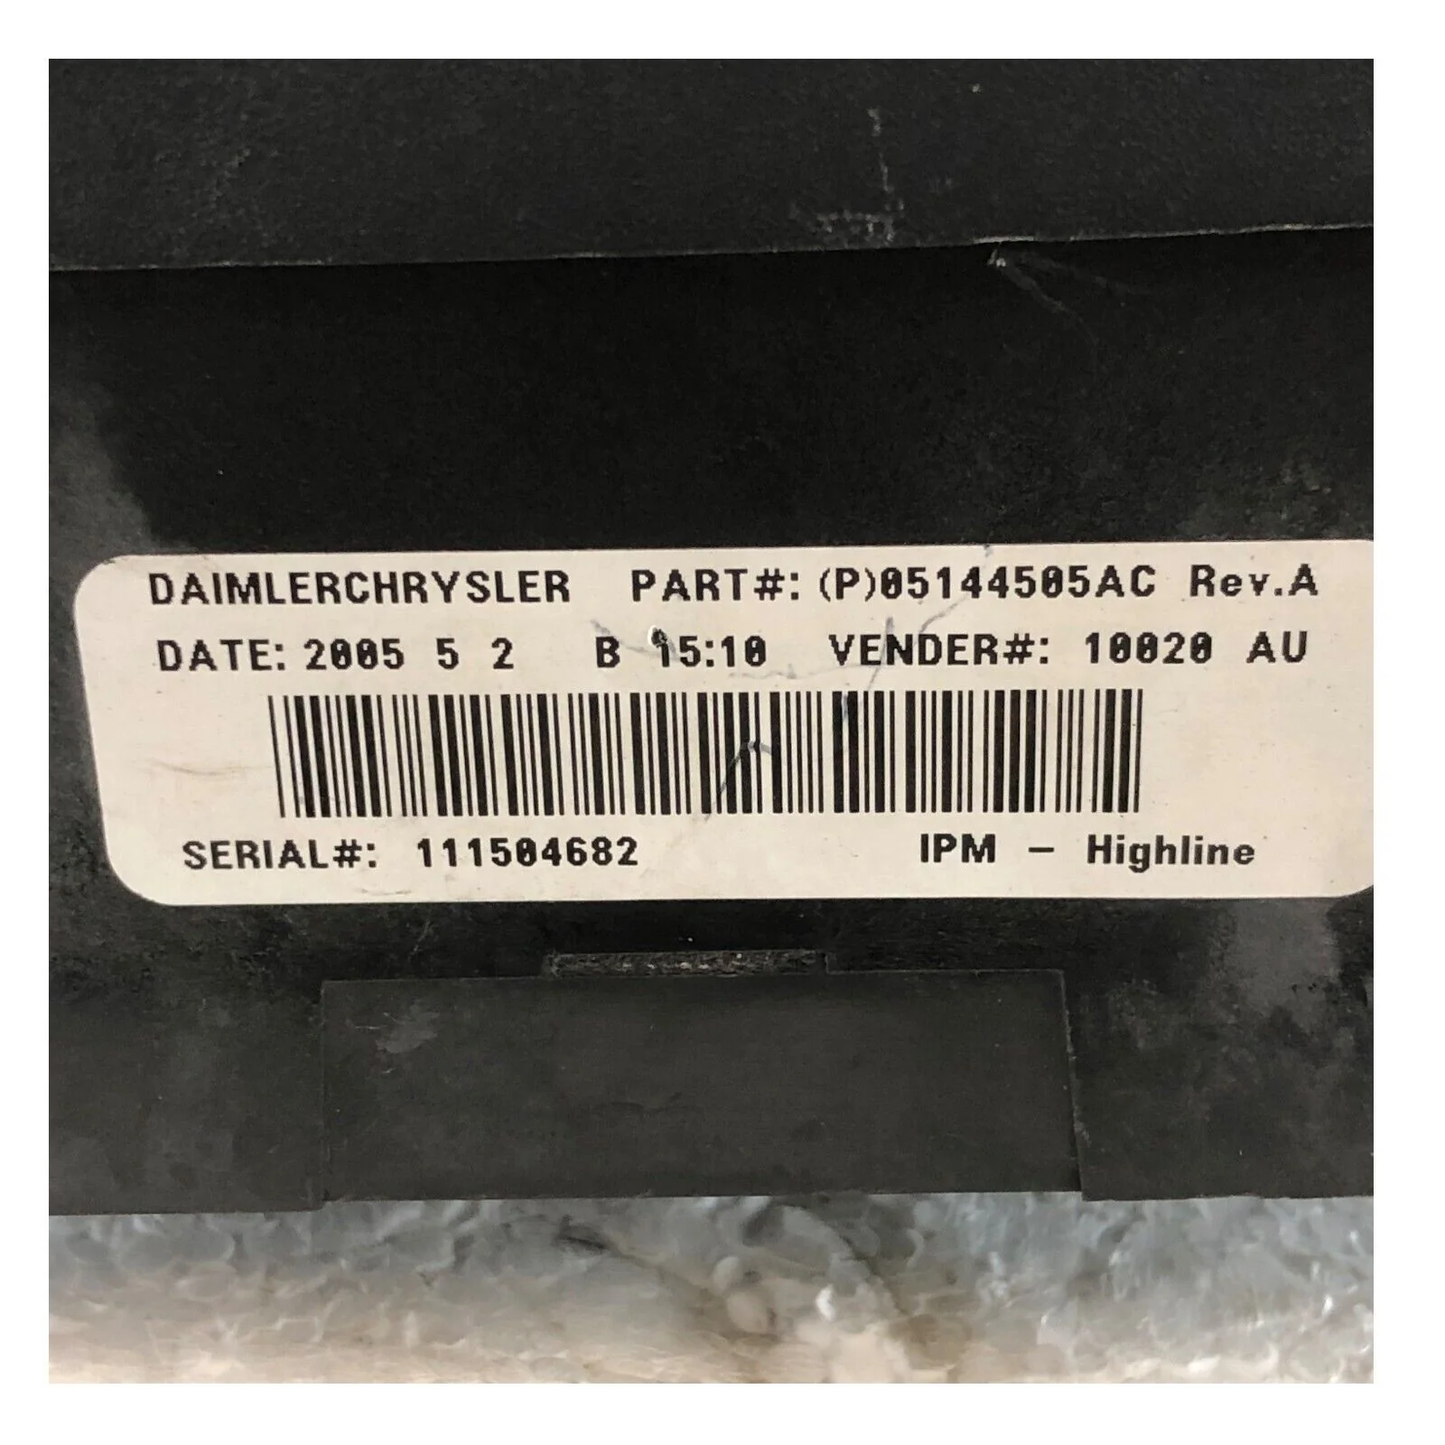 DAIMLERCHRYSLER PART#: (P)05144505AC Rev.A
DATE: 2005 5 2 B 15:10 VENDER#: 10020 AU
SERIAL#: 111504682 IPM - Highline